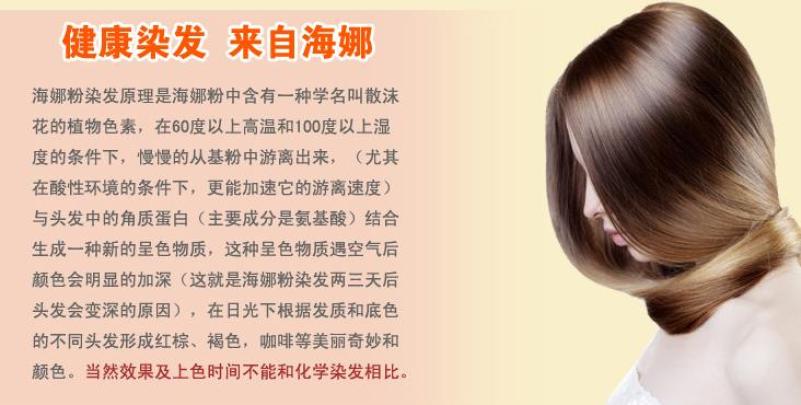 健康染发 来自海娜
海娜粉染发原理是海娜粉中含有一种学名叫散沫
花的植物色素，在60度以上高温和100度以上湿
度的条件下，慢慢的从基粉中游离出来，（尤其
在酸性环境的条件下，更能加速它的游离速度）
与头发中的角质蛋白（主要成分是氨基酸）结合
生成一种新的呈色物质，这种呈色物质遇空气后
颜色会明显的加深（这就是海娜粉染发两三天后
头发会变深的原因），在日光下根据发质和底色
的不同头发形成红棕、褐色，咖啡等美丽奇妙和
颜色。当然效果及上色时间不能和化学染发相比。